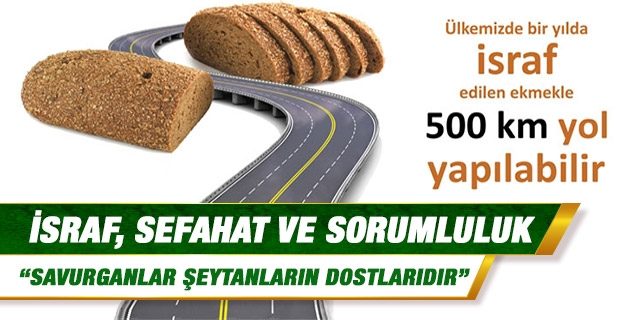 Ülkemizde bir yılda
israf
edilen ekmekle
500 km yol
yapılabilir
İSRAF, SEFAHAT VE SORUMLULUK
“SAVURGANLAR ŞEYTANLARIN DOSTLARIDIR”